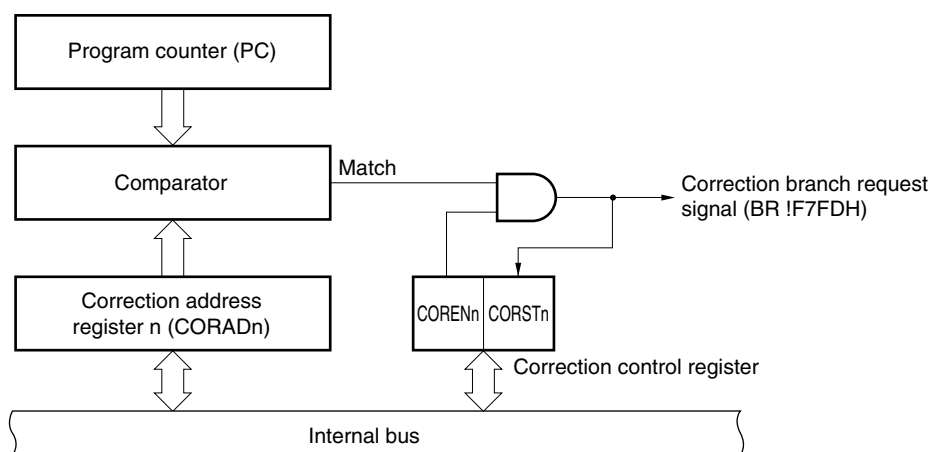 Program counter (PC)
Comparator
Match
Correction branch request
signal (BR !F7FDH)
Correction address
register n (CORADn)
CORENn
CORSTn
Correction control register
Internal bus